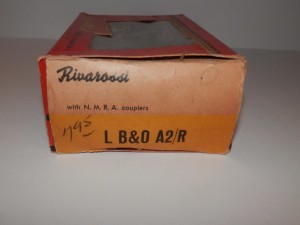 Rivarossi
with N. M. R. A. couplers
L B&O A2/R